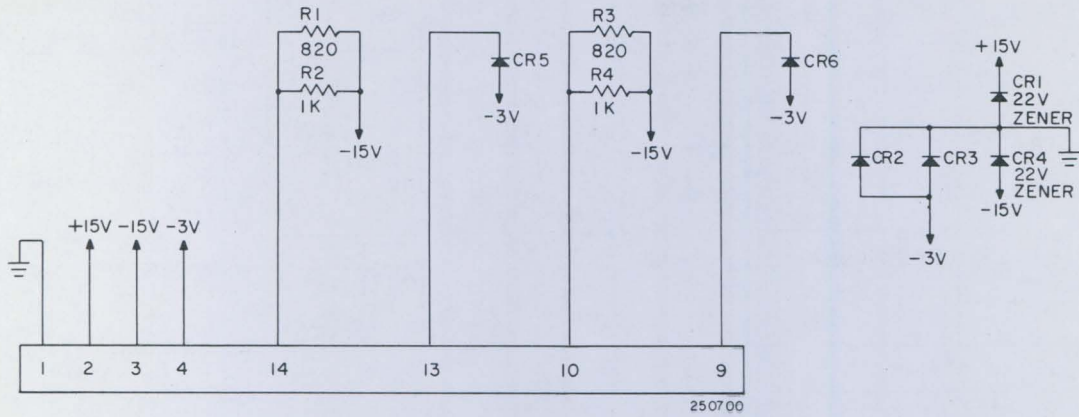 R1
820
R2
1K
-15V
CR5
-3V
R3
820
R4
1K
-15V
CR6
-3V
+15V
CR1
22V
ZENER
CR2
CR3
CR4
22V
ZENER
-15V
-3V
+15V -15V -3V
1 2 3 4 14 13 10 9
250700